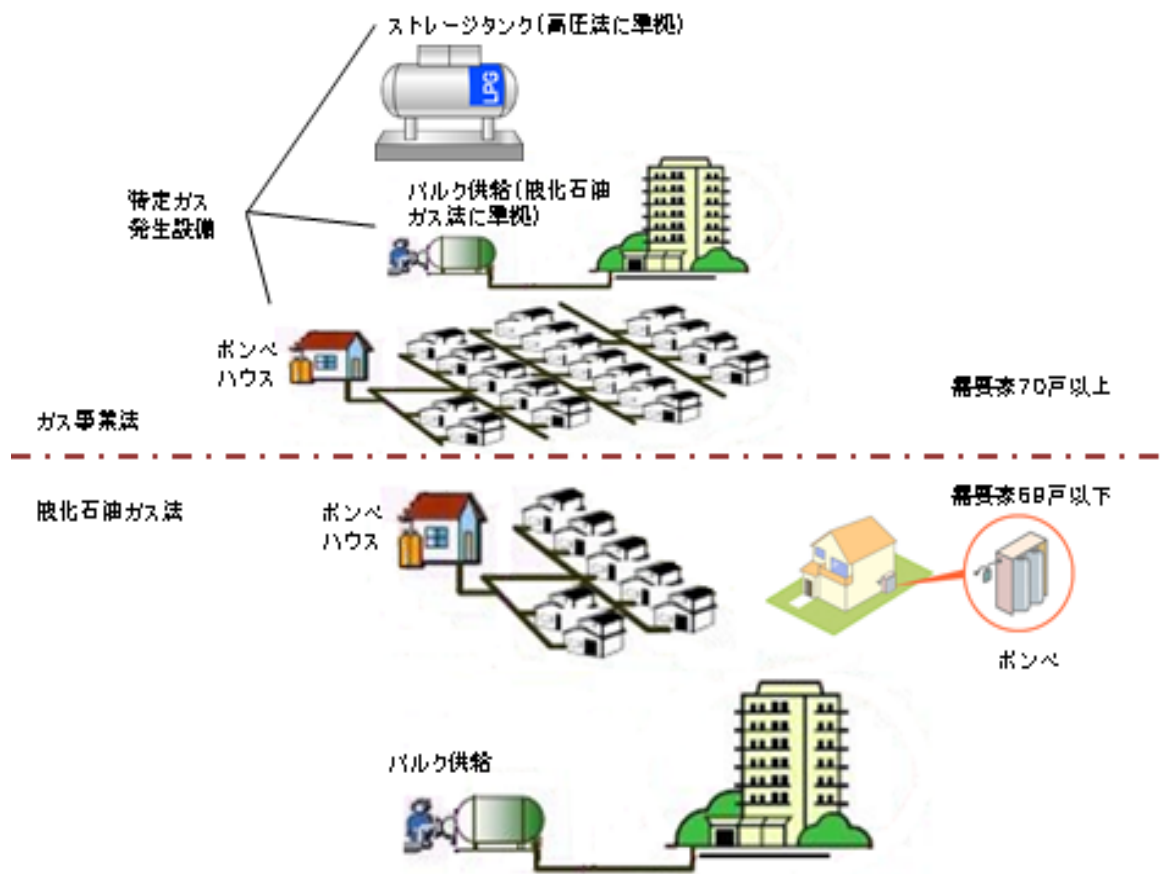 ストレージタンク(高圧法に準拠)
LPG
バルク供給(液化石油
ガス法に準拠)
特定ガス
発生設備
ボンベ
ハウス
需要家70戸以上
ガス事業法
液化石油ガス法
需要家69戸以下
ボンベ
ハウス
ボンベ
バルク供給